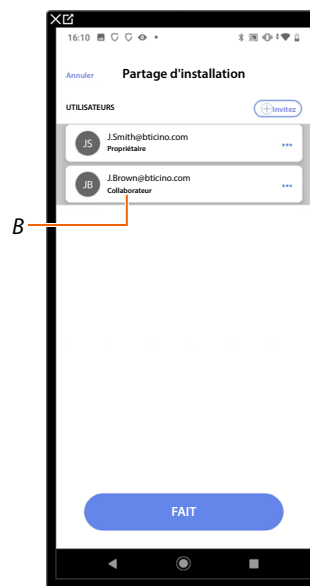 16:10
Annuler Partage d'installation
UTILISATEURS Invitez
JS J.Smith@bticino.com
Propriétaire
JB J.Brown@bticino.com
Collaborateur
B
FAIT